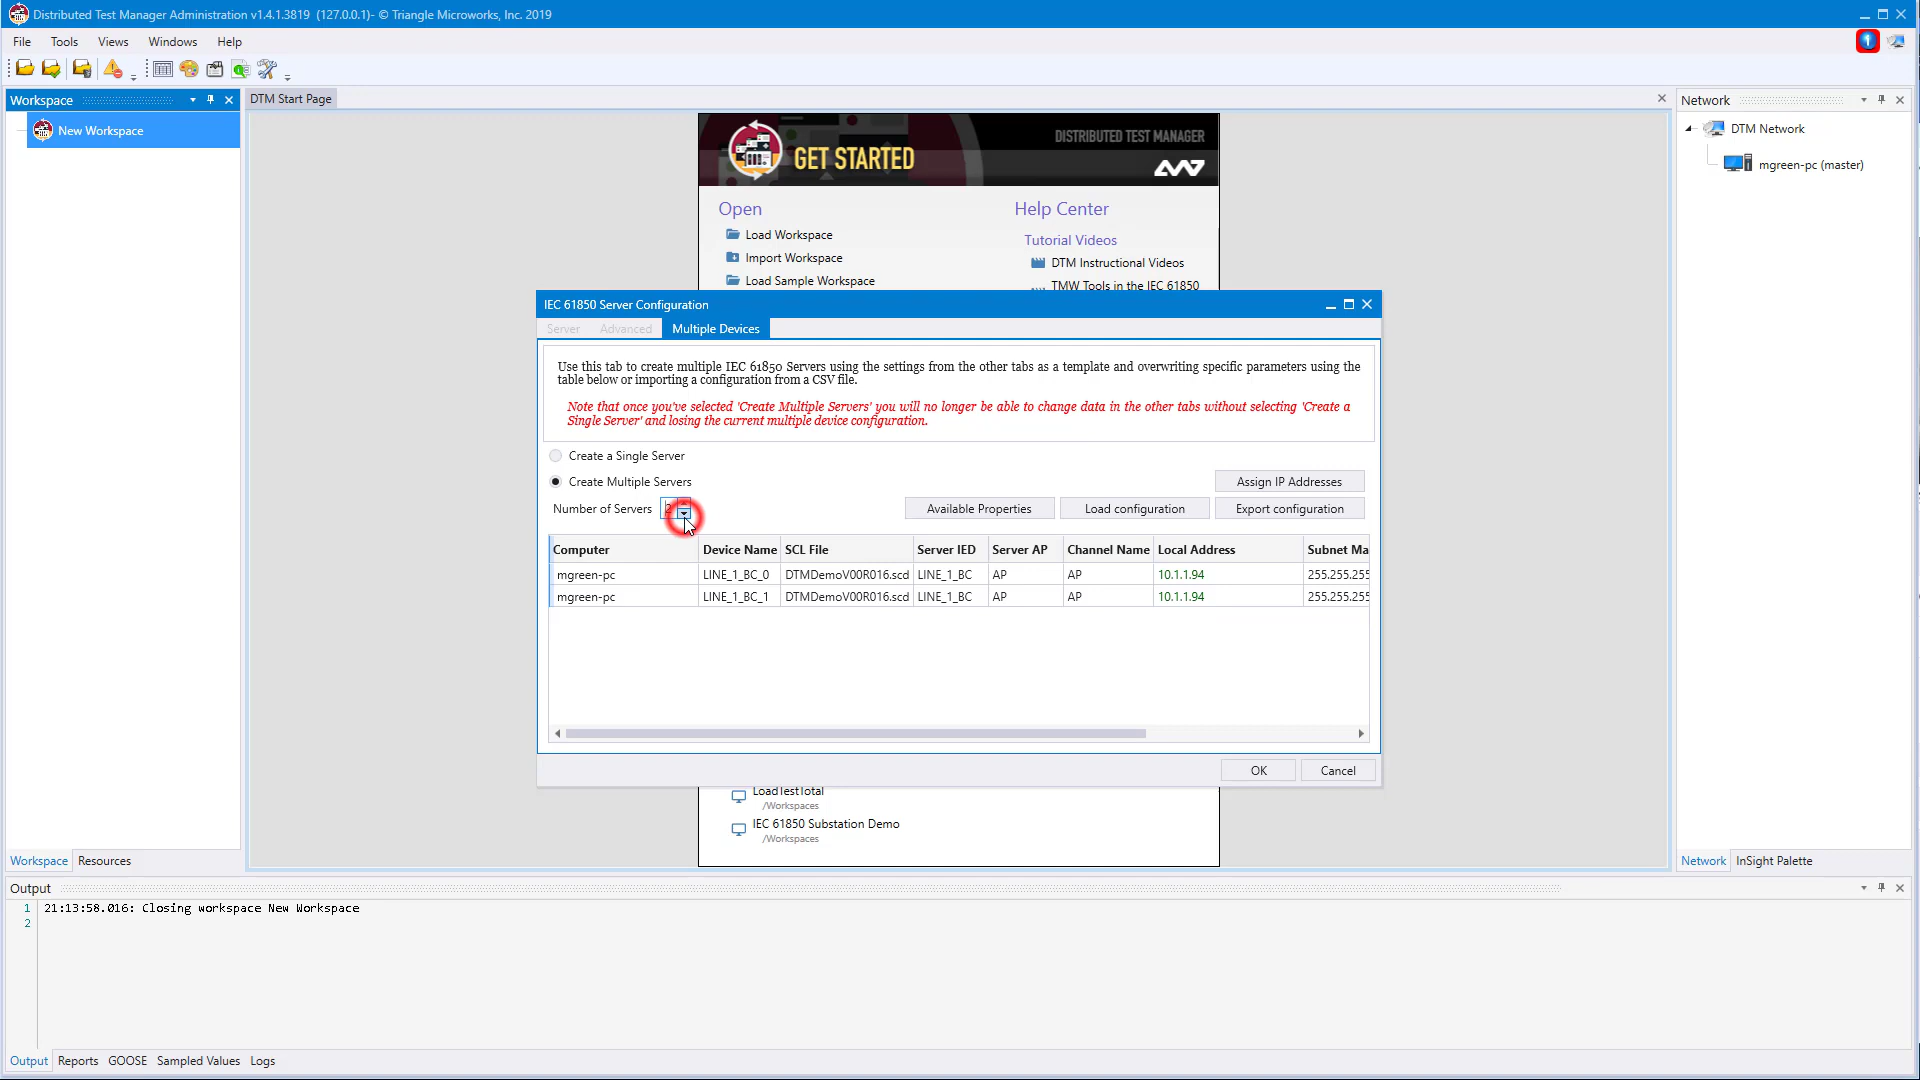 Distributed Test Manager Administration v1.4.1.3819 (127.0.0.1)- © Triangle Microworks, Inc. 2019
File Tools Views Windows Help
Workspace
New Workspace
DTM Start Page
Network
DTM Network
mgreen-pc (master)
GET STARTED
DISTRIBUTED TEST MANAGER
Open
Load Workspace
Import Workspace
Load Sample Workspace
Help Center
Tutorial Videos
DTM Instructional Videos
TMW Tools in the IEC 61850
IEC 61850 Server Configuration
Server Advanced Multiple Devices
Use this tab to create multiple IEC 61850 Servers using the settings from the other tabs as a template and overwriting specific parameters using the
table below or importing a configuration from a CSV file.
Note that once you've selected 'Create Multiple Servers' you will no longer be able to change data in the other tabs without selecting 'Create a
Single Server' and losing the current multiple device configuration.
Create a Single Server
Create Multiple Servers
Assign IP Addresses
Number of Servers 2
Available Properties Load configuration Export configuration
Computer Device Name SCL File Server IED Server AP Channel Name Local Address Subnet Ma
mgreen-pc LINE_1_BC_0 DTMDemoV00R016.scd LINE_1_BC AP AP 10.1.1.94 255.255.255
mgreen-pc LINE_1_BC_1 DTMDemoV00R016.scd LINE_1_BC AP AP 10.1.1.94 255.255.255
OK Cancel
LoadTestTotal
/Workspaces
IEC 61850 Substation Demo
/Workspaces
Workspace Resources
Network InSight Palette
Output
1 21:13:58.016: Closing workspace New Workspace
2
Output Reports GOOSE Sampled Values Logs